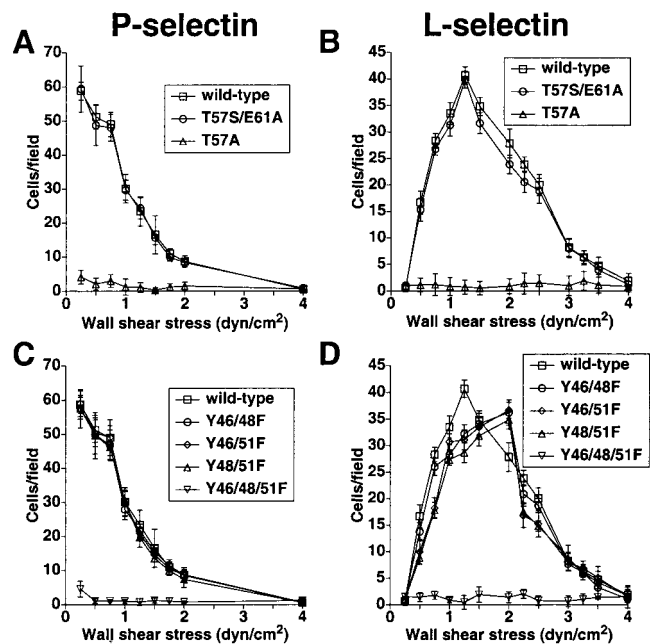 P-selectin
L-selectin
A
Cells/field
70
60
50
40
30
20
10
0
wild-type
T57S/E61A
T57A
0 1 2 3 4
Wall shear stress (dyn/cm2)
B
Cells/field
45
40
35
30
25
20
15
10
5
0
wild-type
T57S/E61A
T57A
0 1 2 3 4
Wall shear stress (dyn/cm2)
C
Cells/field
70
60
50
40
30
20
10
0
wild-type
Y46/48F
Y46/51F
Y48/51F
Y46/48/51F
0 1 2 3 4
Wall shear stress (dyn/cm2)
D
Cells/field
45
40
35
30
25
20
15
10
5
0
wild-type
Y46/48F
Y46/51F
Y48/51F
Y46/48/51F
0 1 2 3 4
Wall shear stress (dyn/cm2)